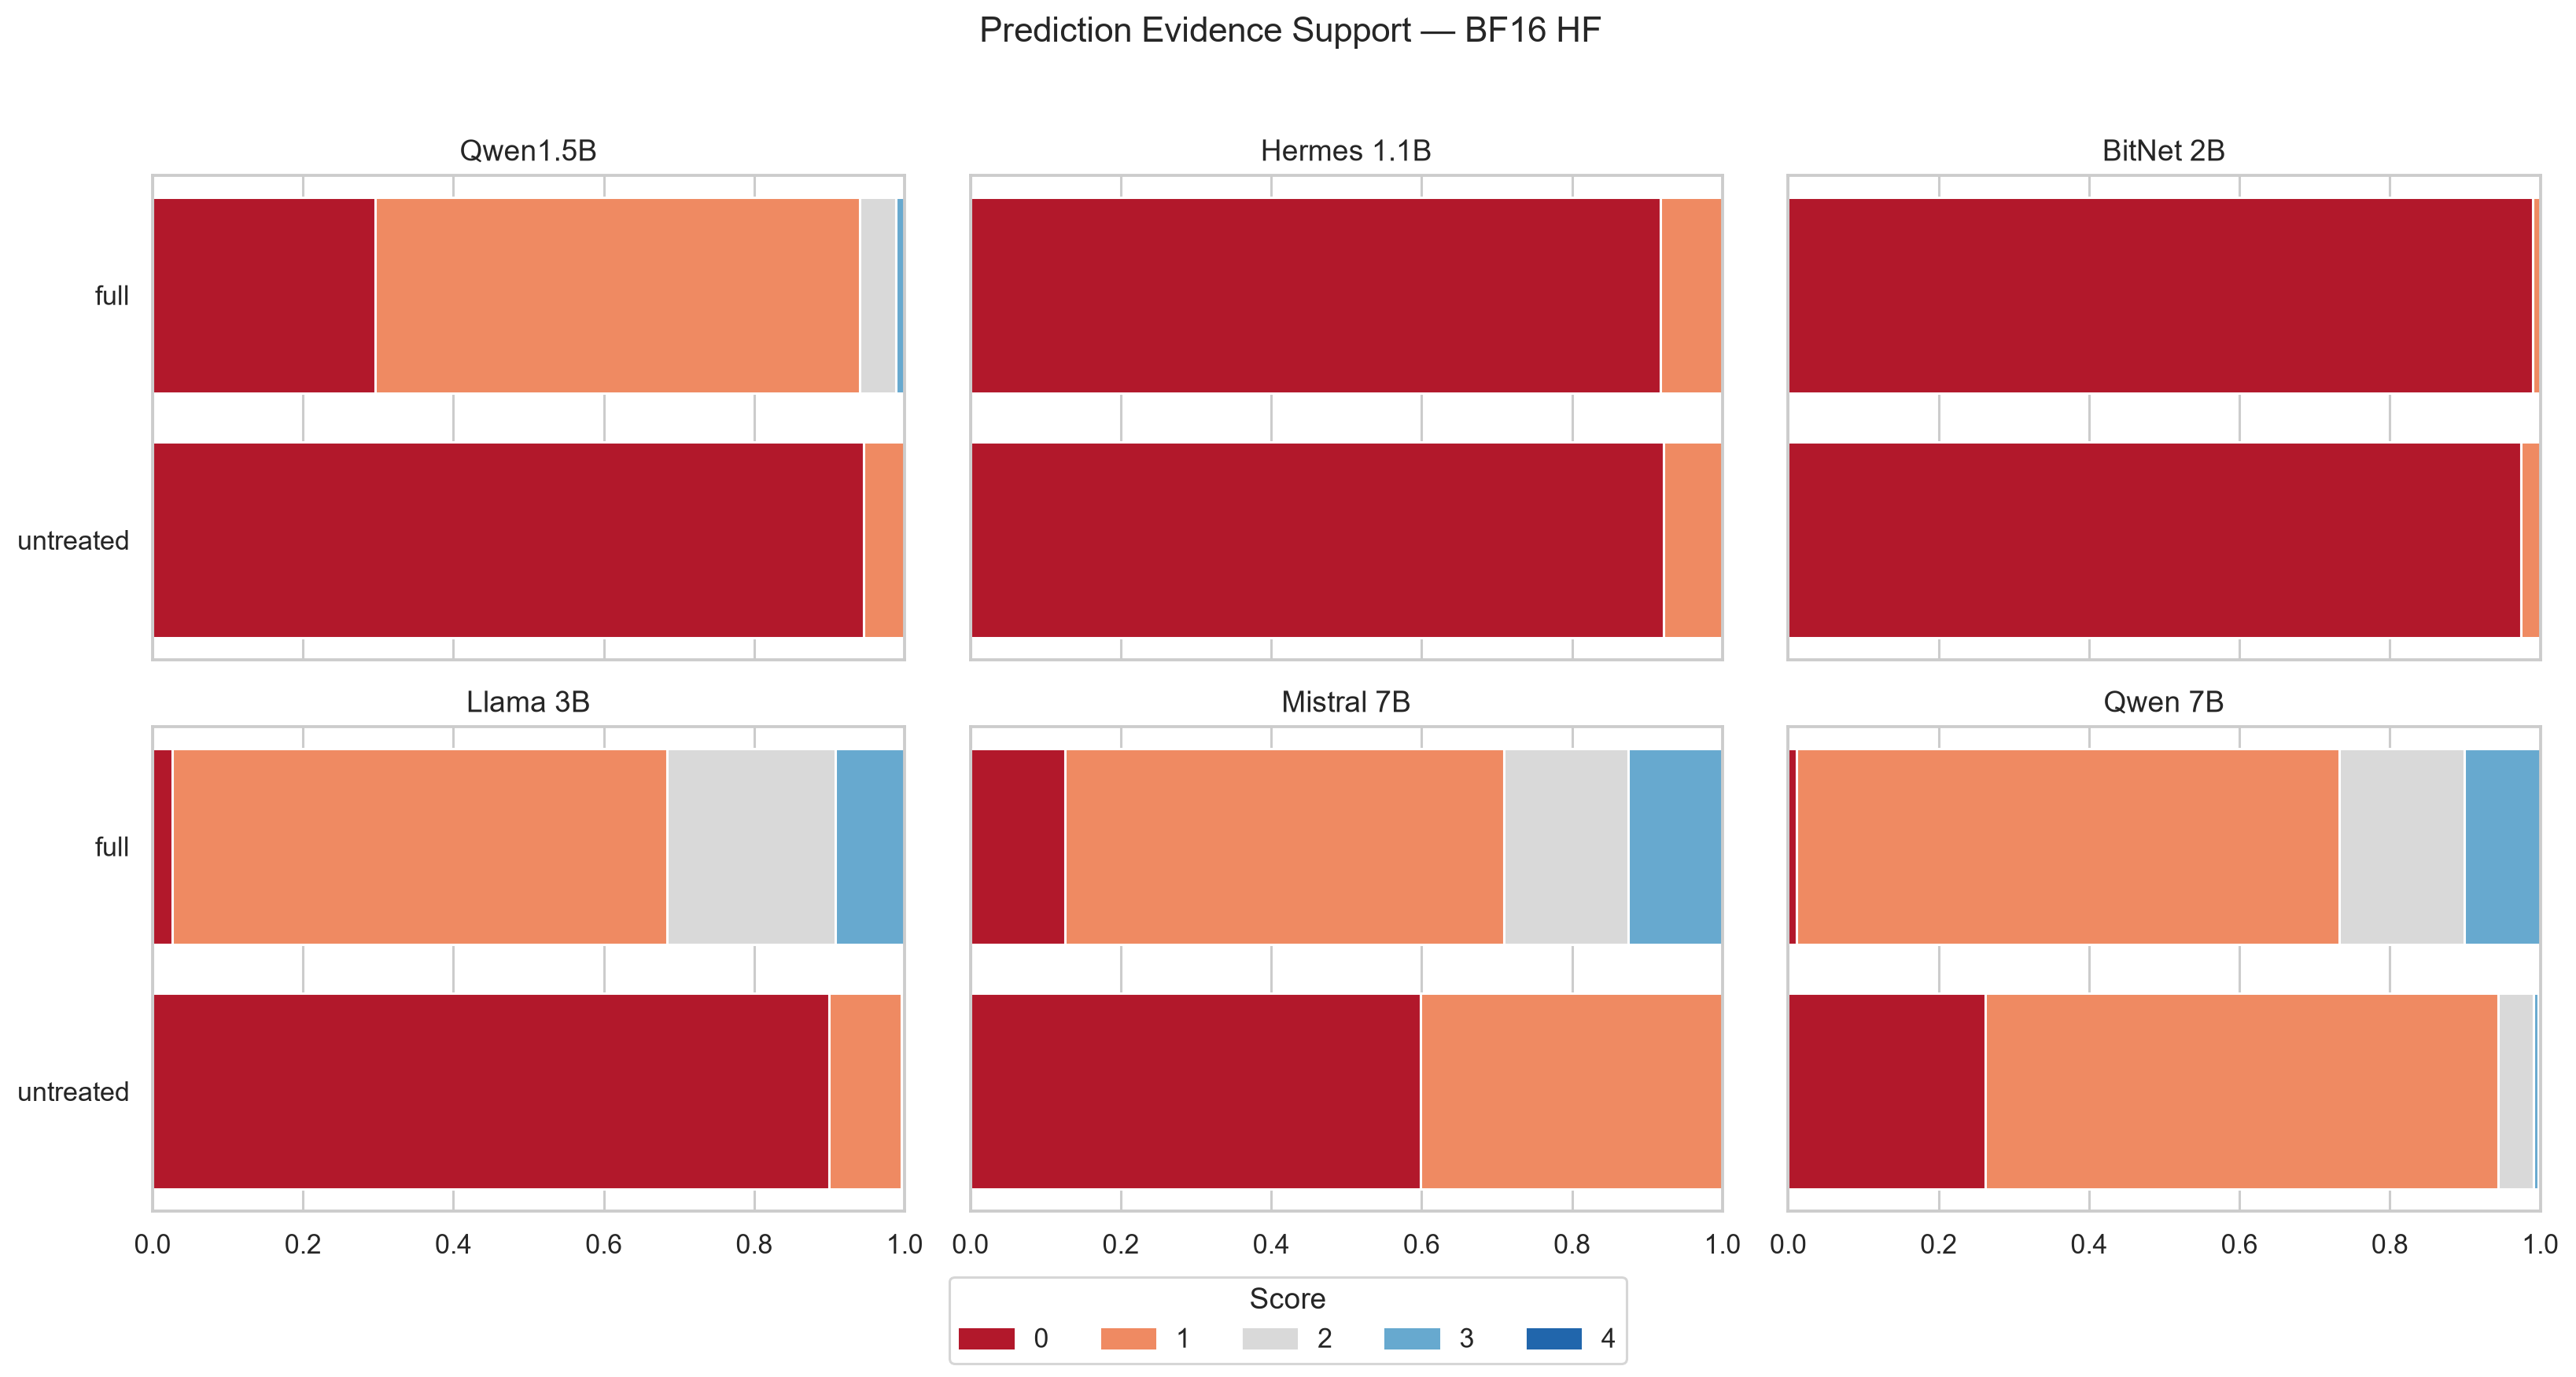 Prediction Evidence Support — BF16 HF
Qwen1.5B
Hermes 1.1B
BitNet 2B
full
untreated
Llama 3B
Mistral 7B
Qwen 7B
full
untreated
0.0 0.2 0.4 0.6 0.8 1.0
0.0 0.2 0.4 0.6 0.8 1.0
0.0 0.2 0.4 0.6 0.8 1.0
Score
0 1 2 3 4